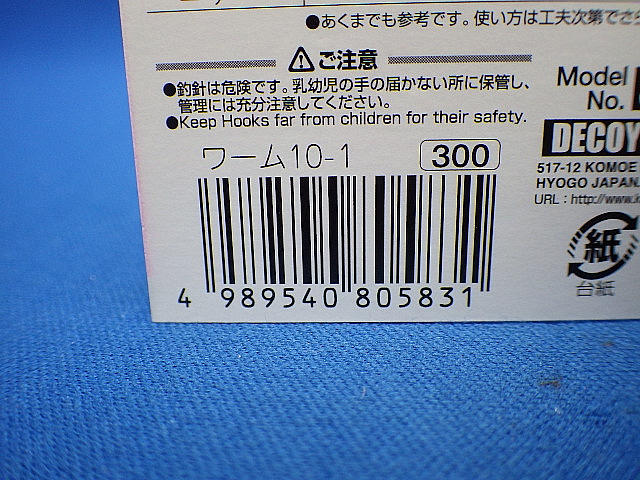 ●あくまでも参考です。使い方は工夫次第でさら
⚠ご注意
●釣針は危険です。乳幼児の手の届かない所に保管し、
管理には充分注意してください。
●Keep Hooks far from children for their safety.
ワーム10-1
300
4 989540 805831
Model
No.
DECOY
517-12 KOMOE
HYOGO JAPAN
URL : http://www.k
紙
台紙